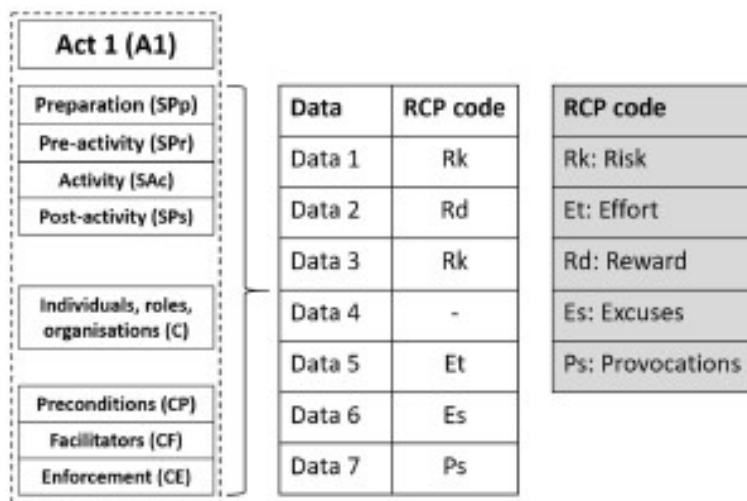 Act 1 (A1)
Preparation (SPp)
Pre-activity (SPr)
Activity (SAc)
Post-activity (SPs)
Individuals, roles,
organisations (C)
Preconditions (CP)
Facilitators (CF)
Enforcement (CE)
Data RCP code
Data 1 Rk
Data 2 Rd
Data 3 Rk
Data 4 -
Data 5 Et
Data 6 Es
Data 7 Ps
RCP code
Rk: Risk
Et: Effort
Rd: Reward
Es: Excuses
Ps: Provocations